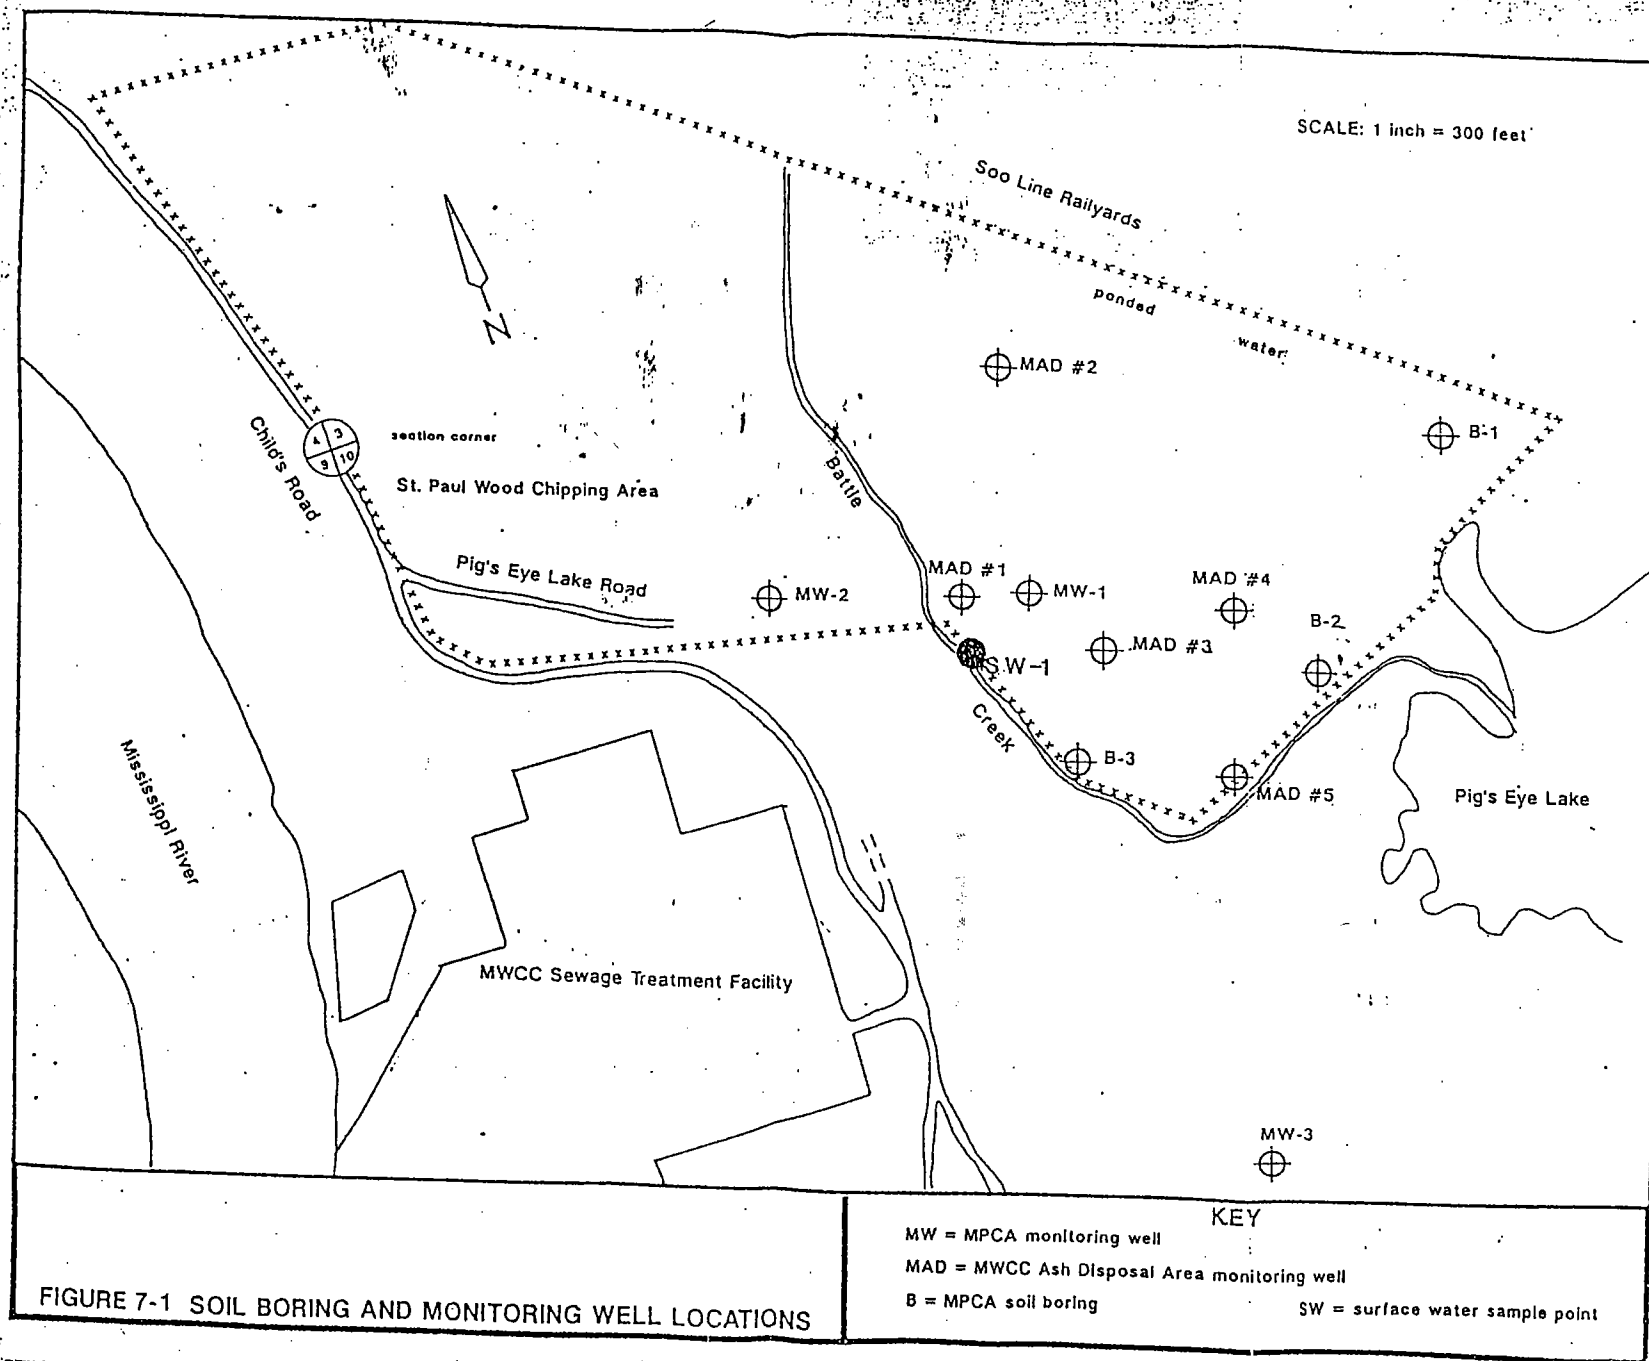 SCALE: 1 inch = 300 feet
Soo Line Railyards
ponded
water
N
MAD #2
B-1
4 3
9 10
section corner
Child's Road
St. Paul Wood Chipping Area
Battle
Pig's Eye Lake Road
MW-2
MAD #1
MW-1
MAD #4
B-2
MAD #3
S.W-1
Creek
B-3
MAD #5
Pig's Eye Lake
Mississippi River
MWCC Sewage Treatment Facility
MW-3
KEY
MW = MPCA monitoring well
MAD = MWCC Ash Disposal Area monitoring well
B = MPCA soil boring
SW = surface water sample point
FIGURE 7-1 SOIL BORING AND MONITORING WELL LOCATIONS